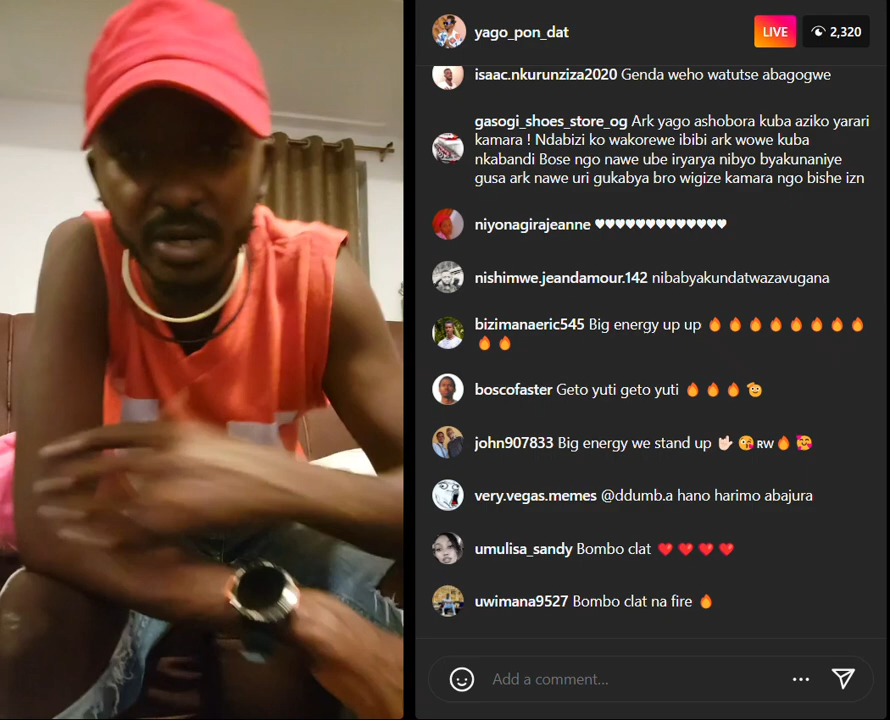 yago_pon_dat
LIVE
2,320
isaac.nkurunziza2020 Genda weho watutse abagogwe
gasogi_shoes_store_og Ark yago ashobora kuba aziko yarari
kamara ! Ndabizi ko wakorewe ibibi ark wowe kuba
nkabandi Bose ngo nawe ube iryarya nibyo byakunaniye
gusa ark nawe uri gukabya bro wigize kamara ngo bishe izn
niyonagirajeanne ♥♥♥♥♥♥♥♥♥♥♥♥♥
nishimwe.jeandamour.142 nibabyakundatwazavugana
bizimanaeric545 Big energy up up 🔥🔥🔥🔥🔥🔥🔥🔥
🔥🔥
boscofaster Geto yuti geto yuti 🔥🔥🔥🫡
john907833 Big energy we stand up 🤟🏻😘🇷🇼🔥🥰
very.vegas.memes @ddumb.a hano harimo abajura
umulisa_sandy Bombo clat ❤️❤️❤️❤️
uwimana9527 Bombo clat na fire 🔥
Add a comment...